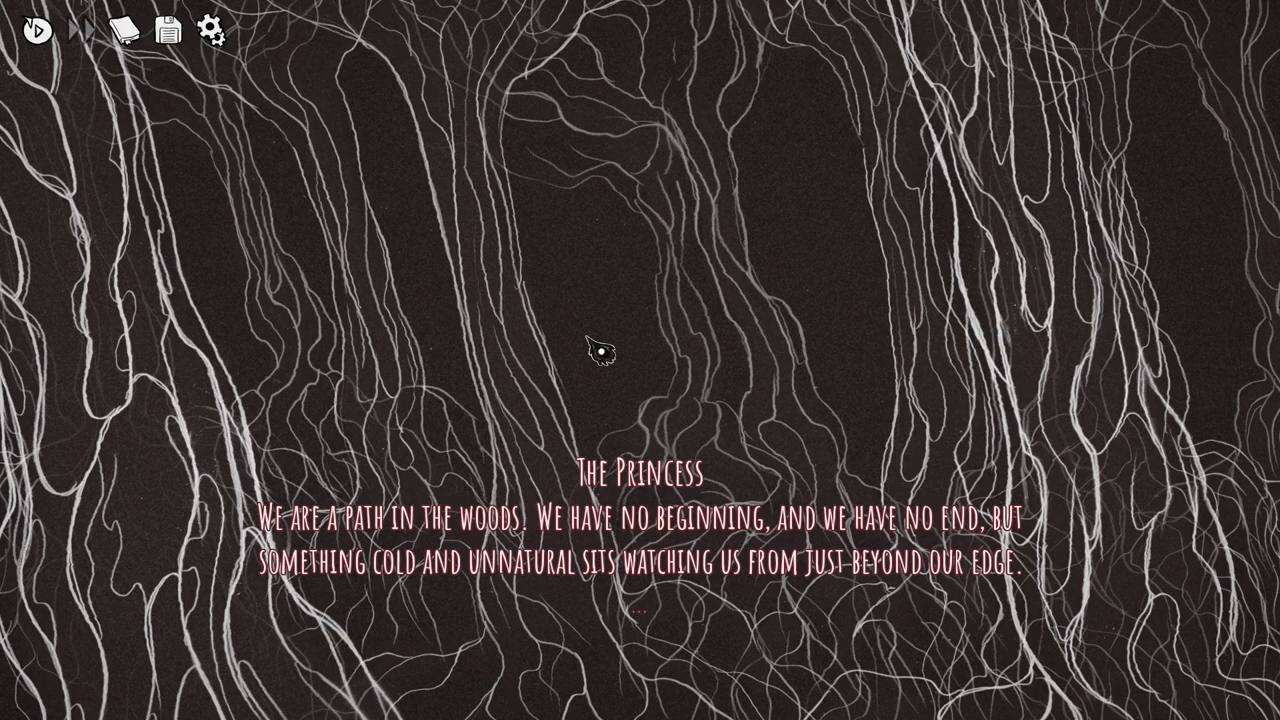 The Princess
We are a path in the woods. We have no beginning, and we have no end, but
something cold and unnatural sits watching us from just beyond our edge.
...